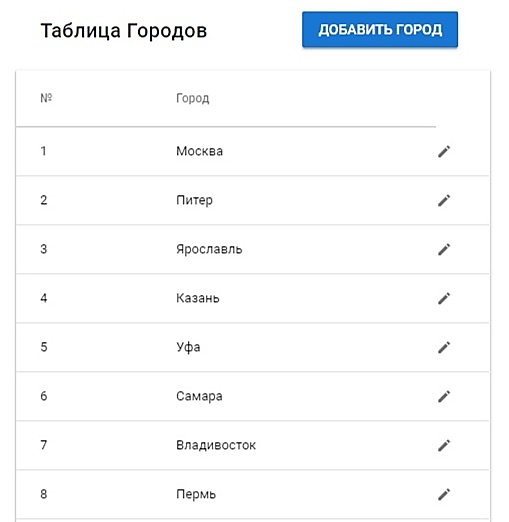 Таблица Городов
ДОБАВИТЬ ГОРОД
№ Город
1 Москва
2 Питер
3 Ярославль
4 Казань
5 Уфа
6 Самара
7 Владивосток
8 Пермь